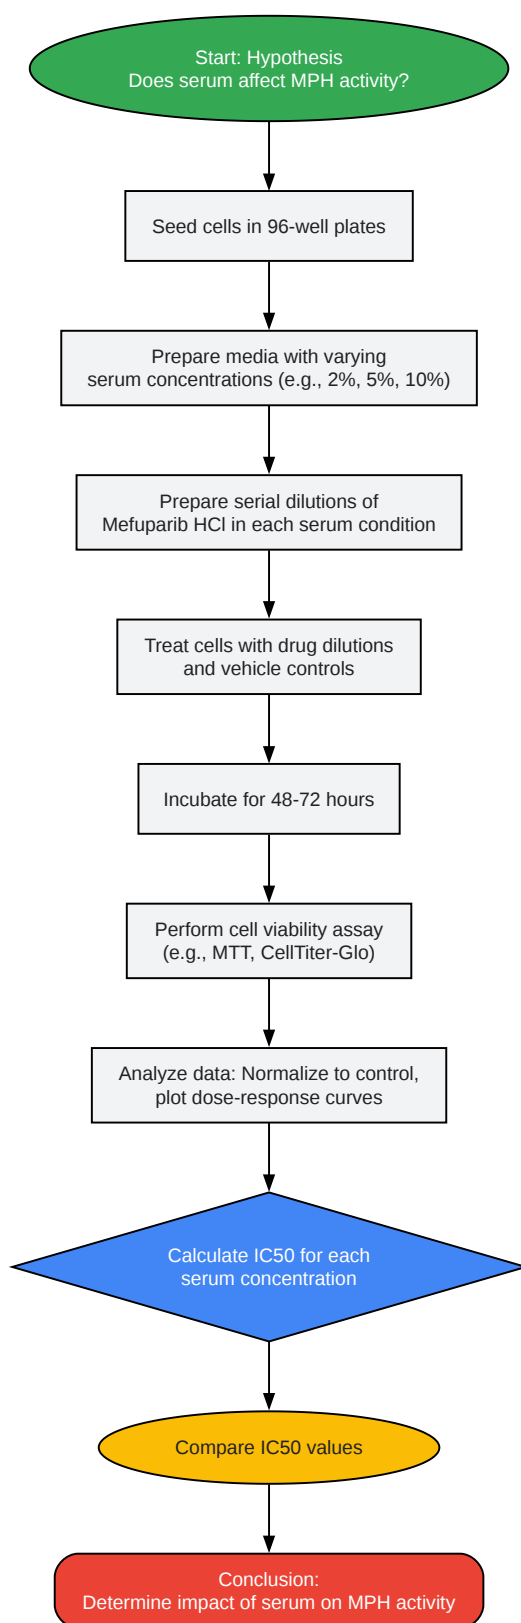 Start: Hypothesis
Does serum affect MPH activity?
Seed cells in 96-well plates
Prepare media with varying
serum concentrations (e.g., 2%, 5%, 10%)
Prepare serial dilutions of
Mefuparib HCl in each serum condition
Treat cells with drug dilutions
and vehicle controls
Incubate for 48-72 hours
Perform cell viability assay
(e.g., MTT, CellTiter-Glo)
Analyze data: Normalize to control,
plot dose-response curves
Calculate IC50 for each
serum concentration
Compare IC50 values
Conclusion:
Determine impact of serum on MPH activity